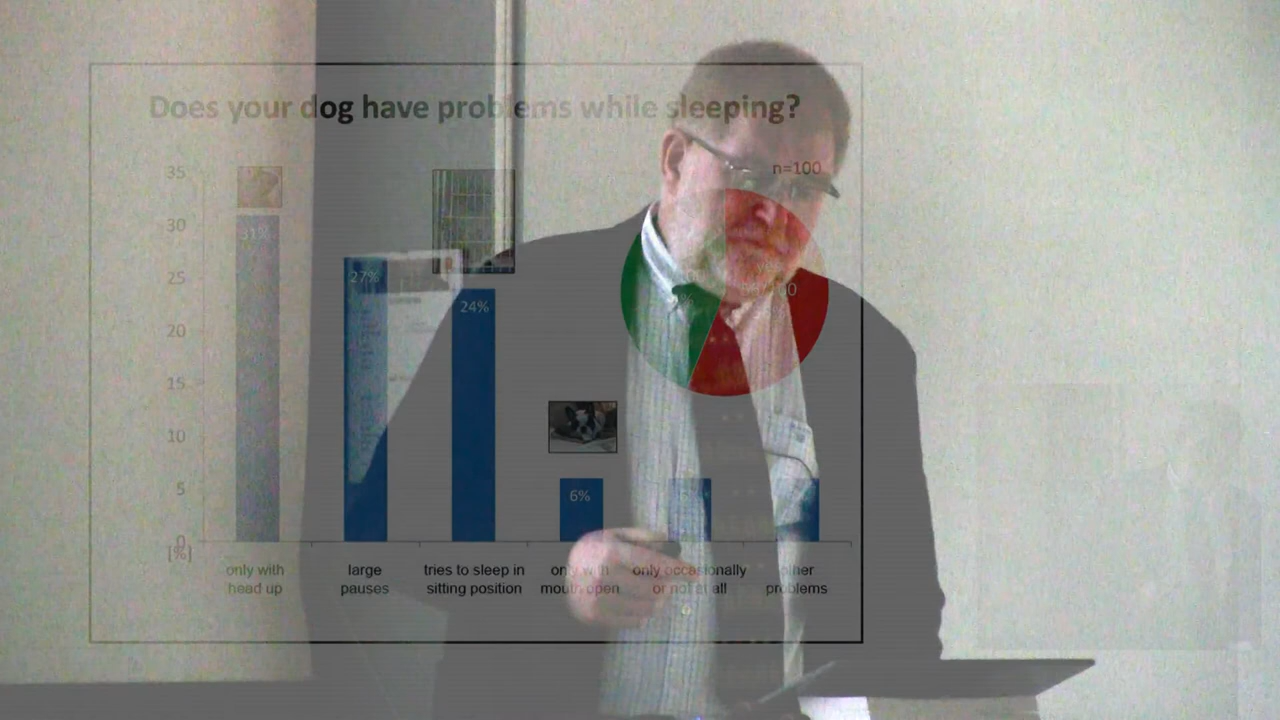 Does your dog have problems while sleeping?
n=100
35
30
25
20
15
10
5
0
[%]
31%
27%
24%
6%
only with
head up
large
pauses
tries to sleep in
sitting position
only with
mouth open
only occasionally
or not at all
other
problems